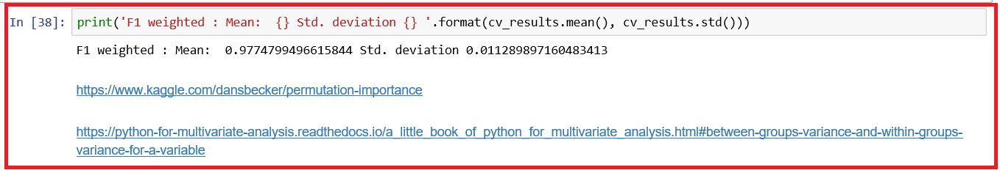 In [38]: print('F1 weighted : Mean:  {} Std. deviation {} '.format(cv_results.mean(), cv_results.std()))
F1 weighted : Mean:  0.9774799496615844 Std. deviation 0.011289897160483413
https://www.kaggle.com/dansbecker/permutation-importance
https://python-for-multivariate-analysis.readthedocs.io/a_little_book_of_python_for_multivariate_analysis.html#between-groups-variance-and-within-groups-
variance-for-a-variable